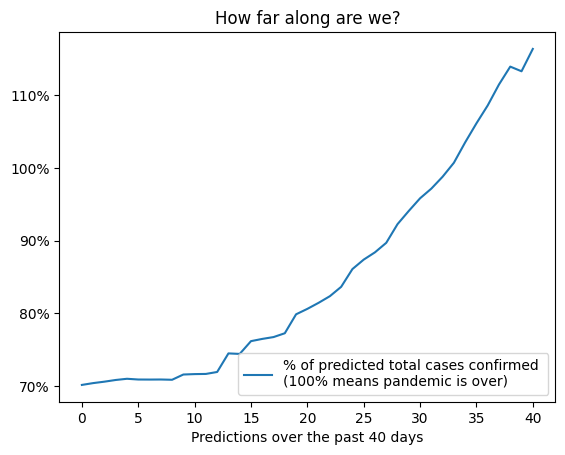 How far along are we?
110%
100%
90%
80%
70%
% of predicted total cases confirmed
(100% means pandemic is over)
0 5 10 15 20 25 30 35 40
Predictions over the past 40 days